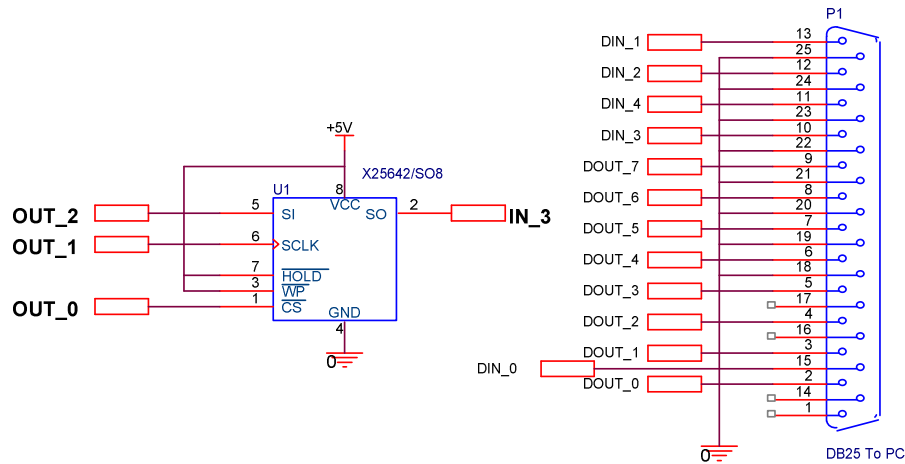 P1
DIN_1 13
25
DIN_2 12
24
DIN_4 11
23
DIN_3 10
22
DOUT_7 9
21
DOUT_6 8
20
DOUT_5 7
19
DOUT_4 6
18
DOUT_3 5
17
DOUT_2 4
16
DOUT_1 3
DIN_0 15
DOUT_0 2
14
1
0
DB25 To PC
+5V
X25642/SO8
U1
8
VCC
OUT_2 5 SI SO 2 IN_3
OUT_1 6 SCLK
7 HOLD
3 WP
OUT_0 1 CS
GND
4
0